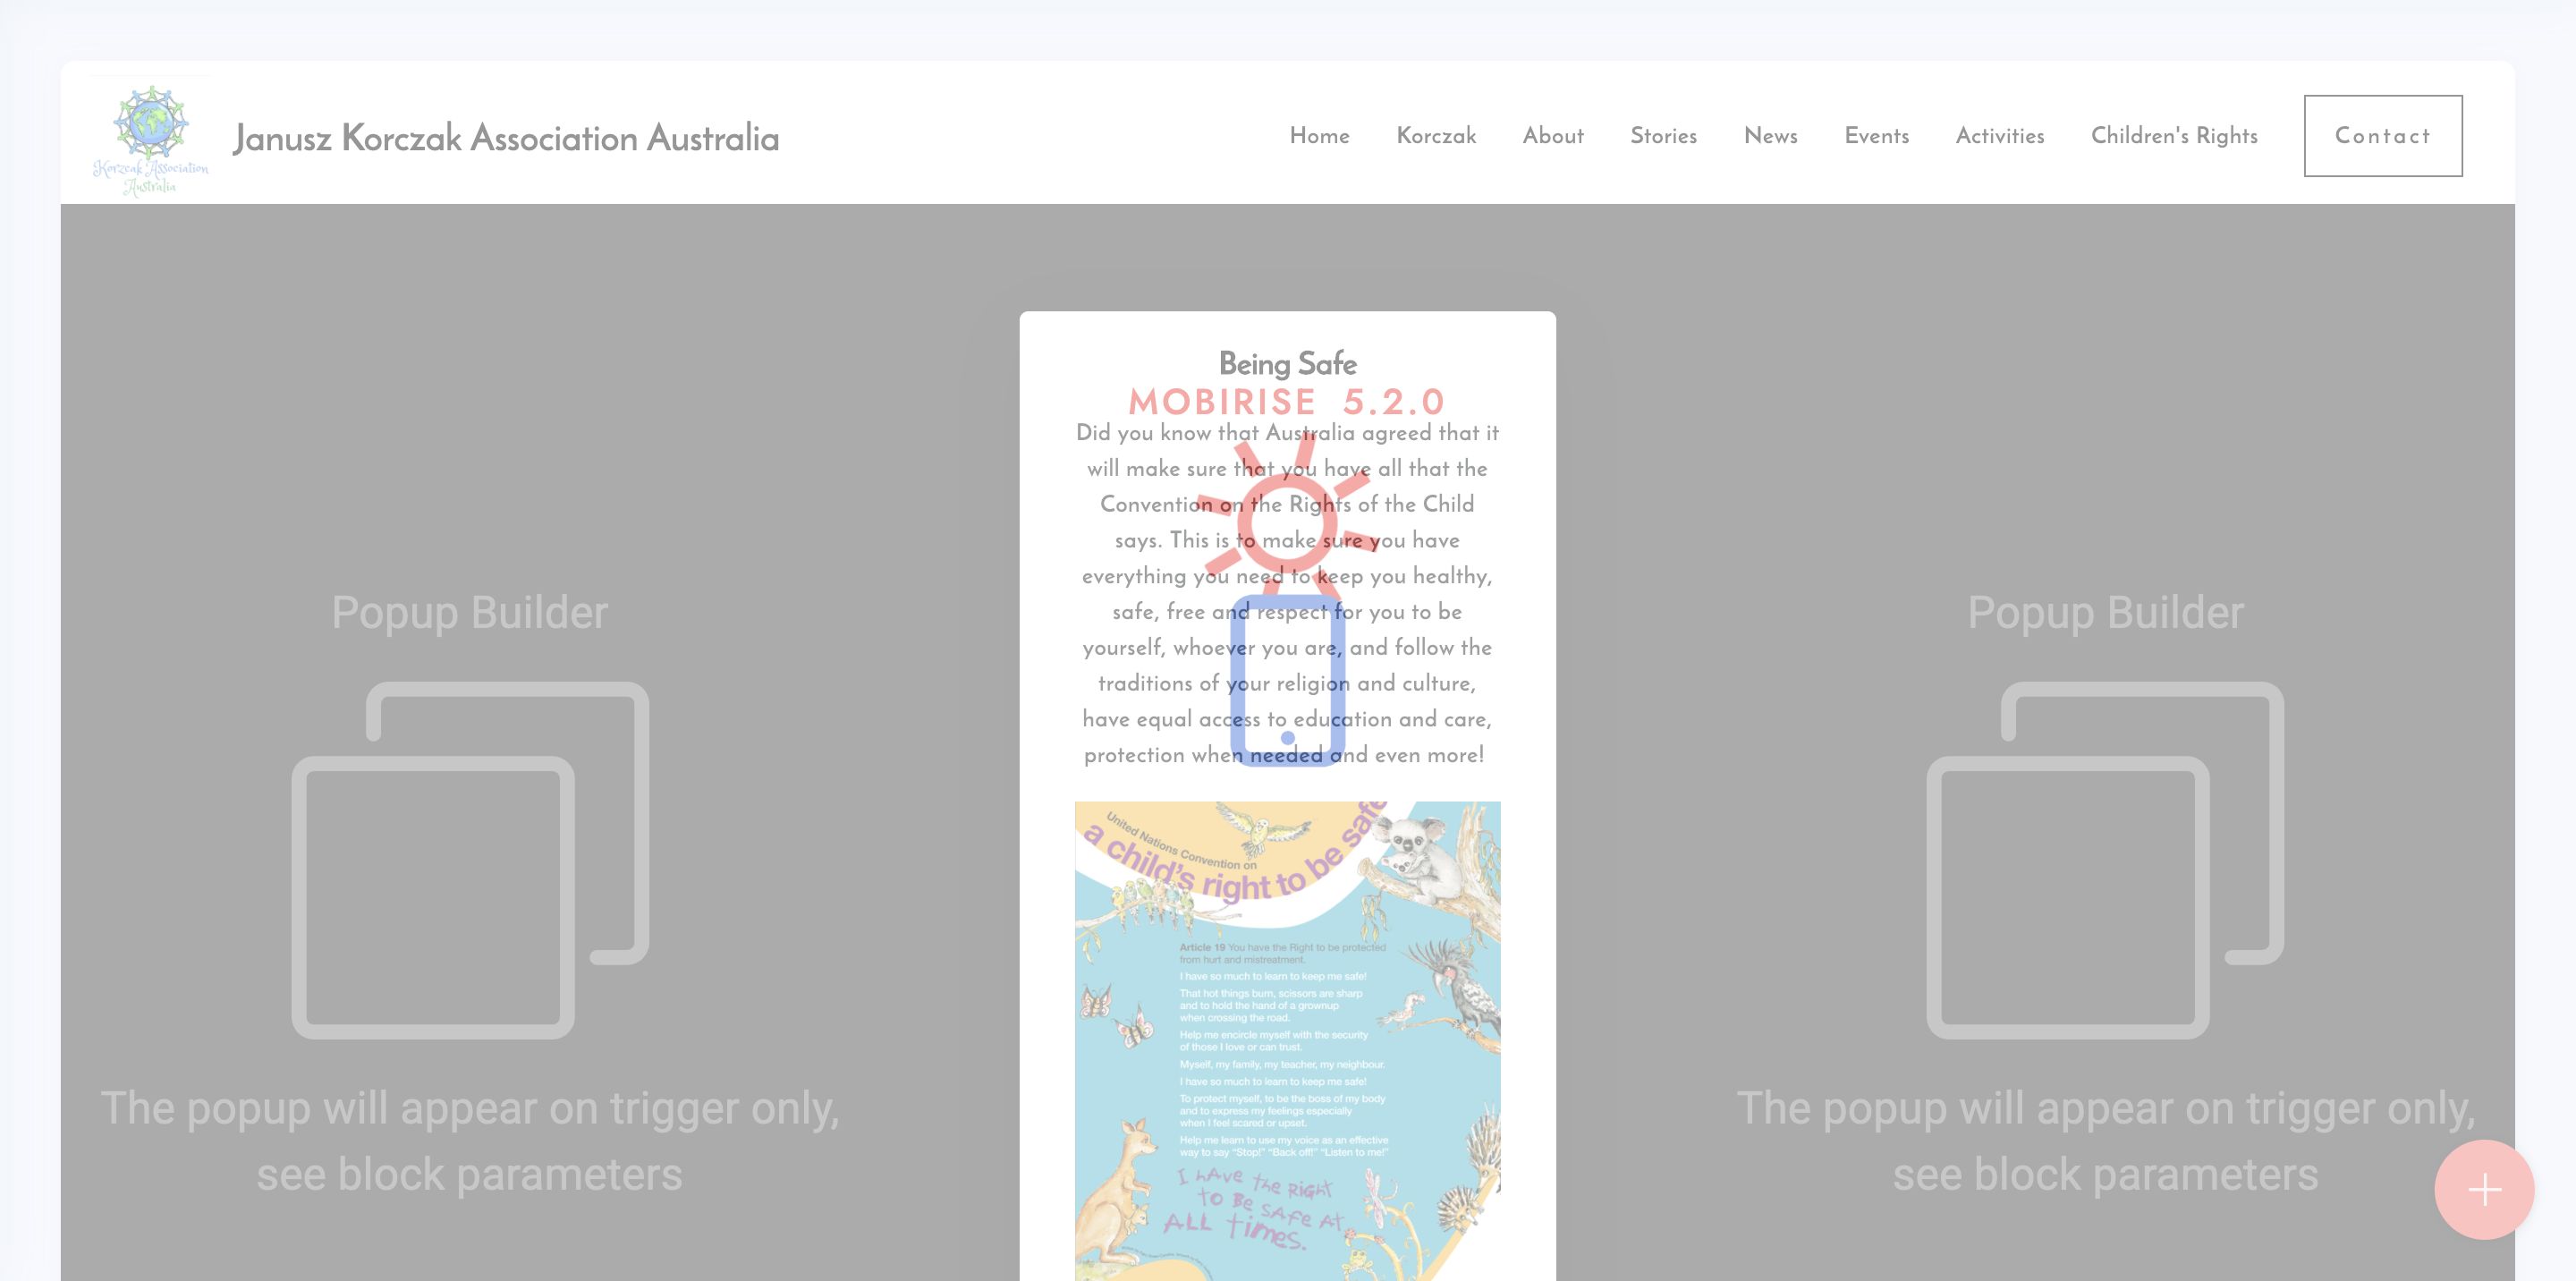 Korczak Association
Australia
Janusz Korczak Association Australia
Home
Korczak
About
Stories
News
Events
Activities
Children's Rights
Contact
Being Safe
MOBIRISE 5.2.0
Did you know that Australia agreed that it
will make sure that you have all that the
Convention on the Rights of the Child
says. This is to make sure you have
everything you need to keep you healthy,
safe, free and respect for you to be
yourself, whoever you are, and follow the
traditions of your religion and culture,
have equal access to education and care,
protection when needed and even more!
Popup Builder
The popup will appear on trigger only,
see block parameters
United Nations Convention on
a child's right to be safe
Article 19 You have the Right to be protected
from hurt and mistreatment.
I have so much to learn to keep me safe!
That hot things burn, scissors are sharp
and to hold the hand of a grownup
when crossing the road.
Help me encircle myself with the security
of those I love or can trust.
Myself, my family, my teacher, my neighbour.
I have so much to learn to keep me safe!
To protect myself, to be the boss of my body
and to express my feelings especially
when I feel scared or upset.
Help me learn to use my voice as an effective
way to say “Stop!” “Back off!” “Listen to me!”
I hAve the RighT
to Be SAFe AT
ALL times.
Popup Builder
The popup will appear on trigger only,
see block parameters